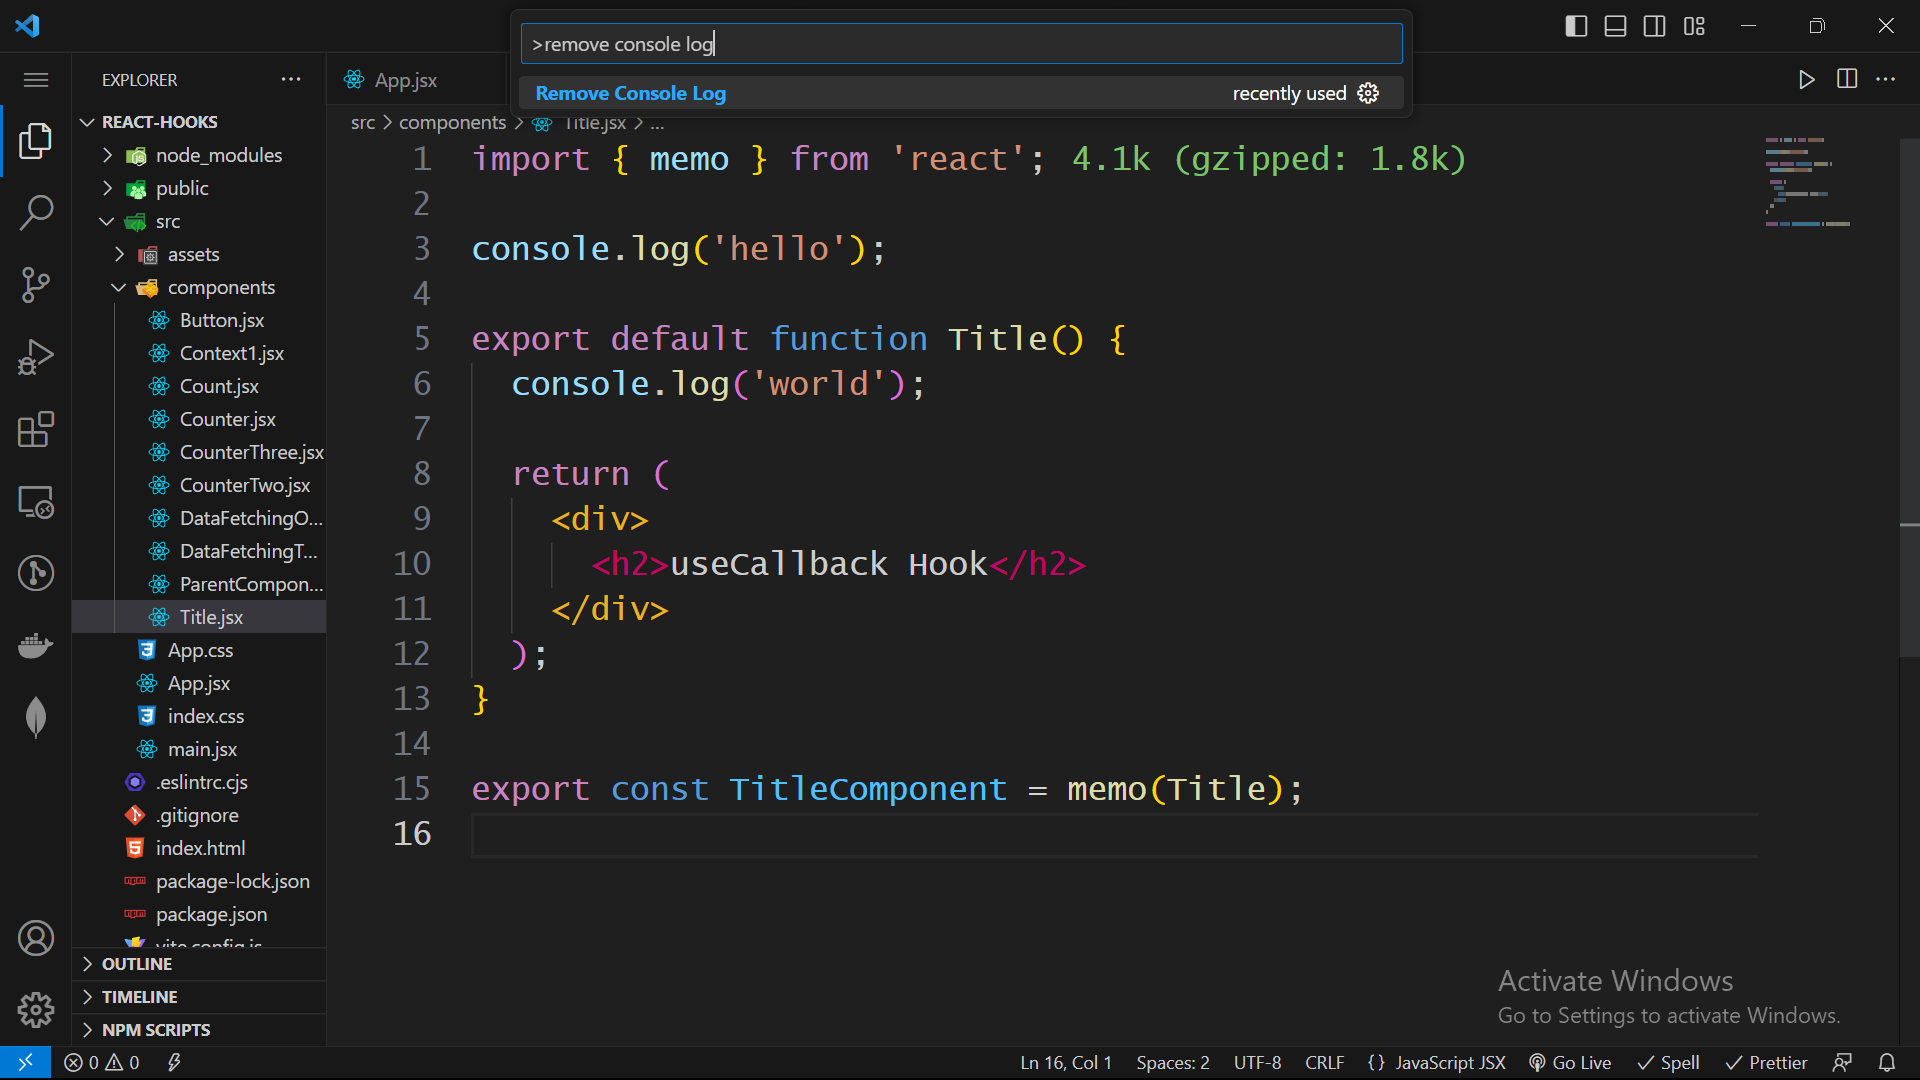 >remove console log
Remove Console Log recently used
EXPLORER
App.jsx
REACT-HOOKS
node_modules
public
src
assets
components
Button.jsx
Context1.jsx
Count.jsx
Counter.jsx
CounterThree.jsx
CounterTwo.jsx
DataFetchingO...
DataFetchingT...
ParentCompon...
Title.jsx
App.css
App.jsx
index.css
main.jsx
.eslintrc.cjs
.gitignore
index.html
package-lock.json
package.json
OUTLINE
TIMELINE
NPM SCRIPTS
src > components > Title.jsx > ...
1 import { memo } from 'react'; 4.1k (gzipped: 1.8k)
2
3 console.log('hello');
4
5 export default function Title() {
6 console.log('world');
7
8 return (
9 <div>
10 <h2>useCallback Hook</h2>
11 </div>
12 );
13 }
14
15 export const TitleComponent = memo(Title);
16
Activate Windows
Go to Settings to activate Windows.
0 0 Ln 16, Col 1 Spaces: 2 UTF-8 CRLF {} JavaScript JSX Go Live Spell Prettier